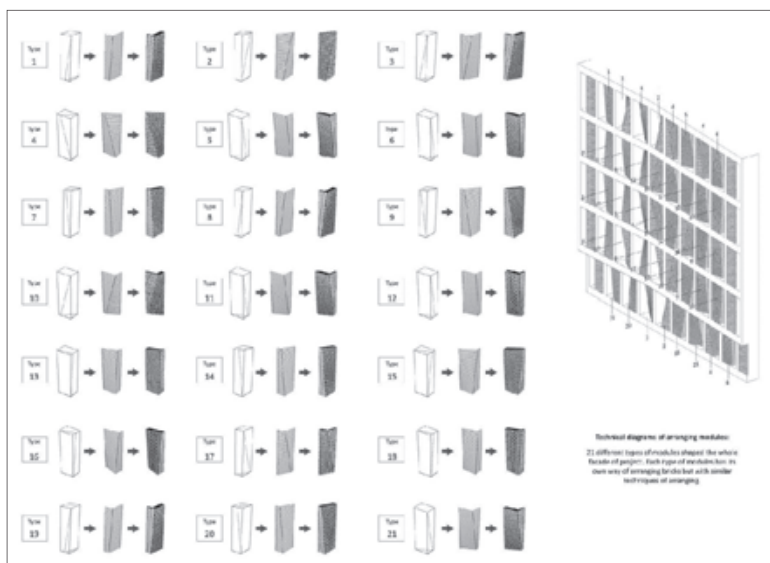 Type 1
Type 2
Type 3
Type 4
Type 5
Type 6
Type 7
Type 8
Type 9
Type 10
Type 11
Type 12
Type 13
Type 14
Type 15
Type 16
Type 17
Type 18
Type 19
Type 20
Type 21
Technical diagrams of arranging modules:
21 different types of modules shaped the whole
facade of project. Each type of modules has its
own way of arranging bricks but with similar
techniques of arranging